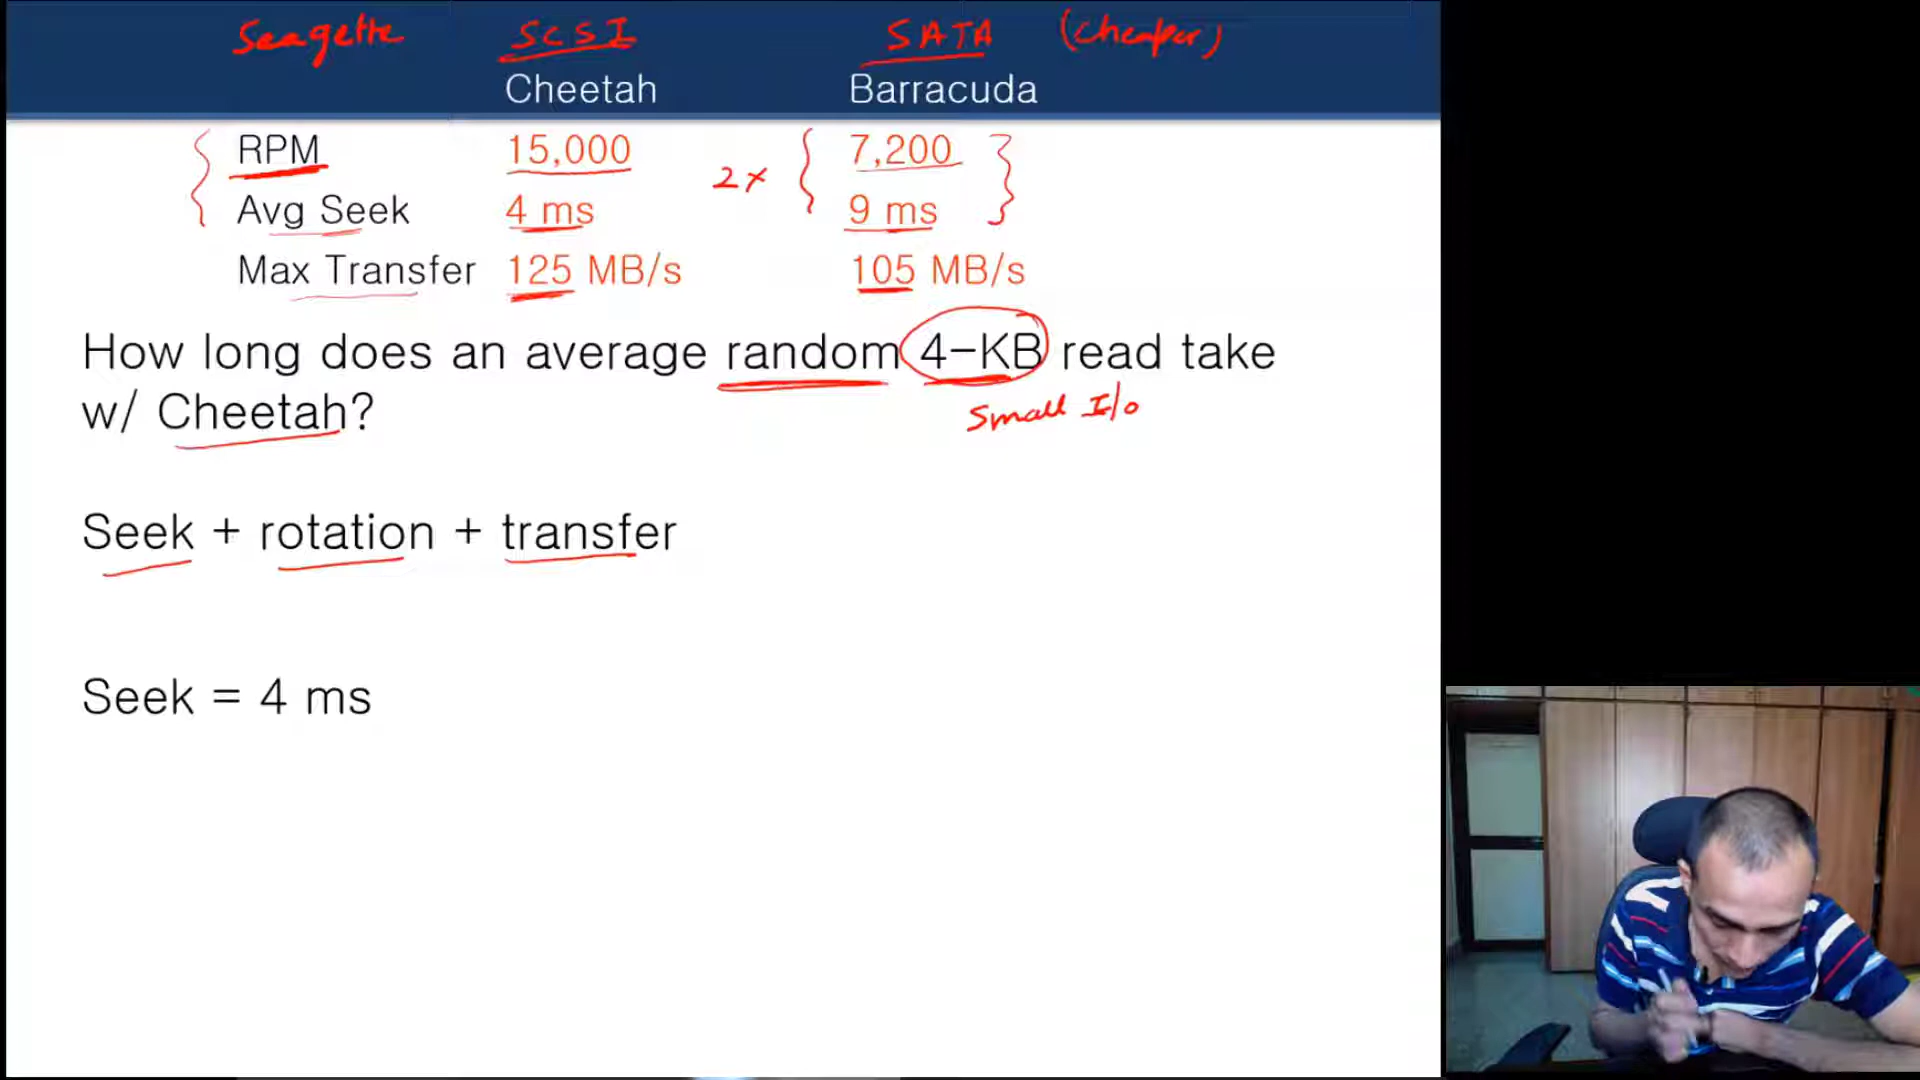 Seagette SCSI SATA (Cheaper)
Cheetah Barracuda
RPM 15,000 7,200
2x
Avg Seek 4 ms 9 ms
Max Transfer 125 MB/s 105 MB/s
How long does an average random 4-KB read take
w/ Cheetah?
Small I/o
Seek + rotation + transfer
Seek = 4 ms